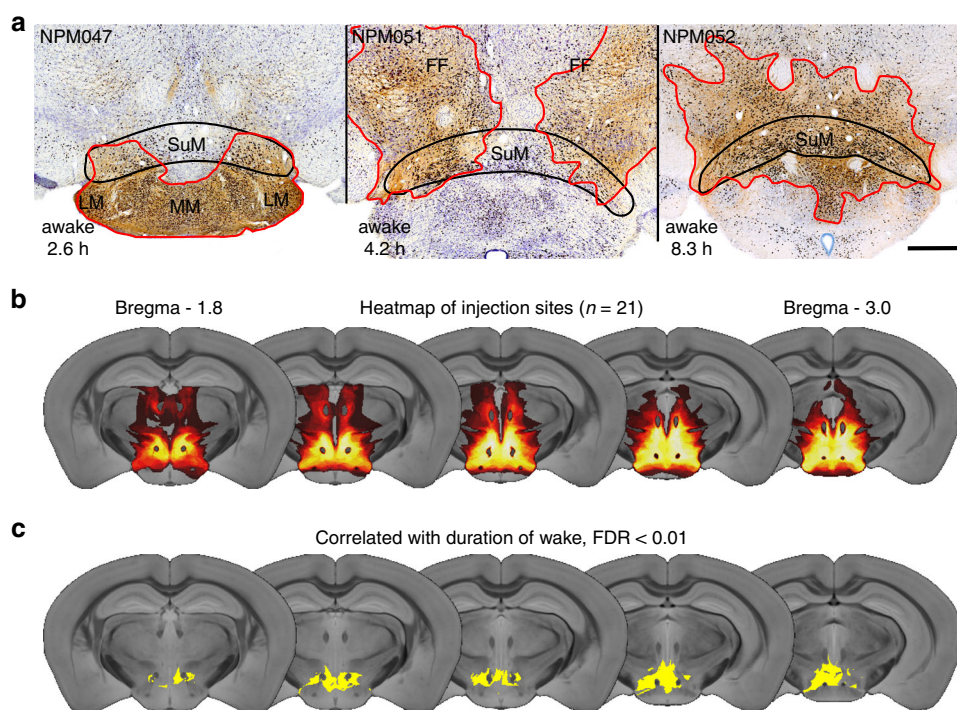 a
NPM047
NPM051
NPM052
FF
FF
SuM
SuM
SuM
LM
MM
LM
awake
2.6 h
awake
4.2 h
awake
8.3 h
b
Bregma - 1.8
Heatmap of injection sites (n = 21)
Bregma - 3.0
c
Correlated with duration of wake, FDR < 0.01